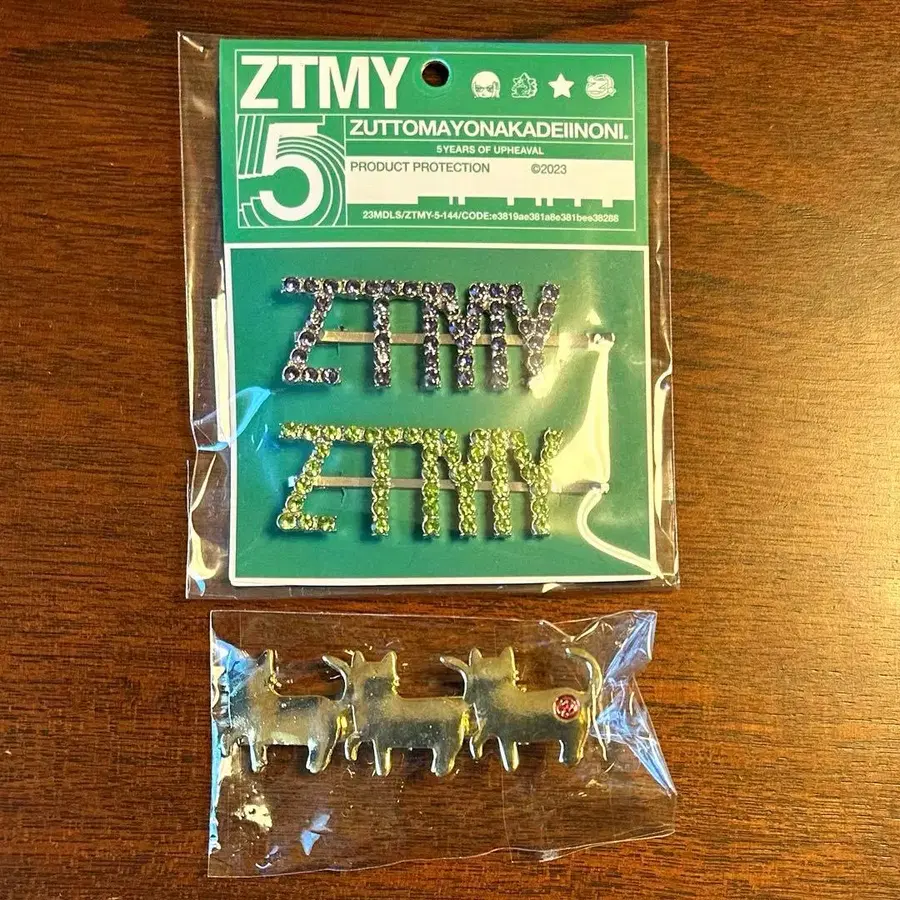 ZTMY
5
ZUTTOMAYONAKADEIINONI.
5YEARS OF UPHEAVAL
PRODUCT PROTECTION ©2023
23MDLS/ZTMY-5-144/CODE:e3819ae381a8e381bee38288
ZTMY
ZTMY